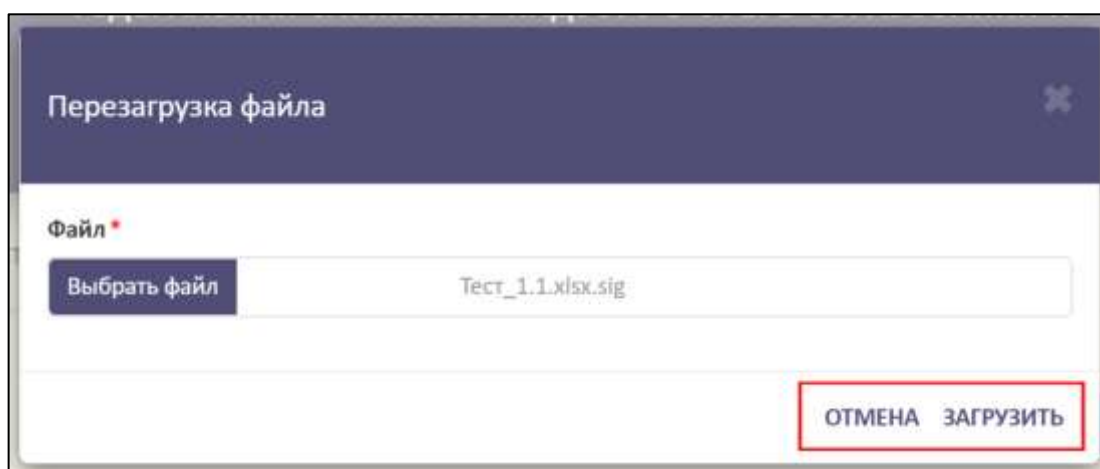 Перезагрузка файла
Файл *
Выбрать файл Тест_1.1.xlsx.sig
ОТМЕНА ЗАГРУЗИТЬ